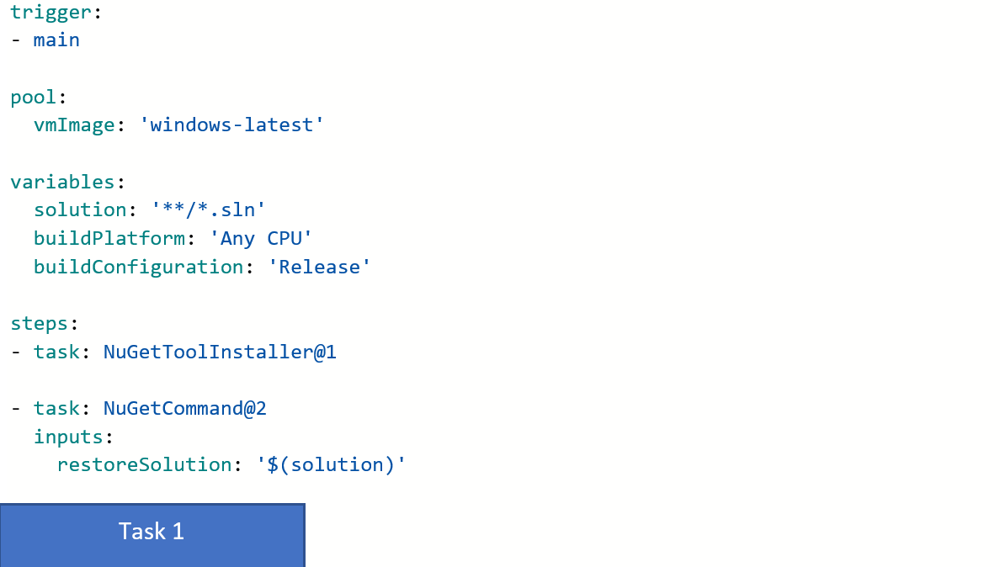 trigger:
- main
pool:
  vmImage: 'windows-latest'
variables:
  solution: '**/*.sln'
  buildPlatform: 'Any CPU'
  buildConfiguration: 'Release'
steps:
- task: NuGetToolInstaller@1
- task: NuGetCommand@2
  inputs:
    restoreSolution: '$(solution)'
Task 1